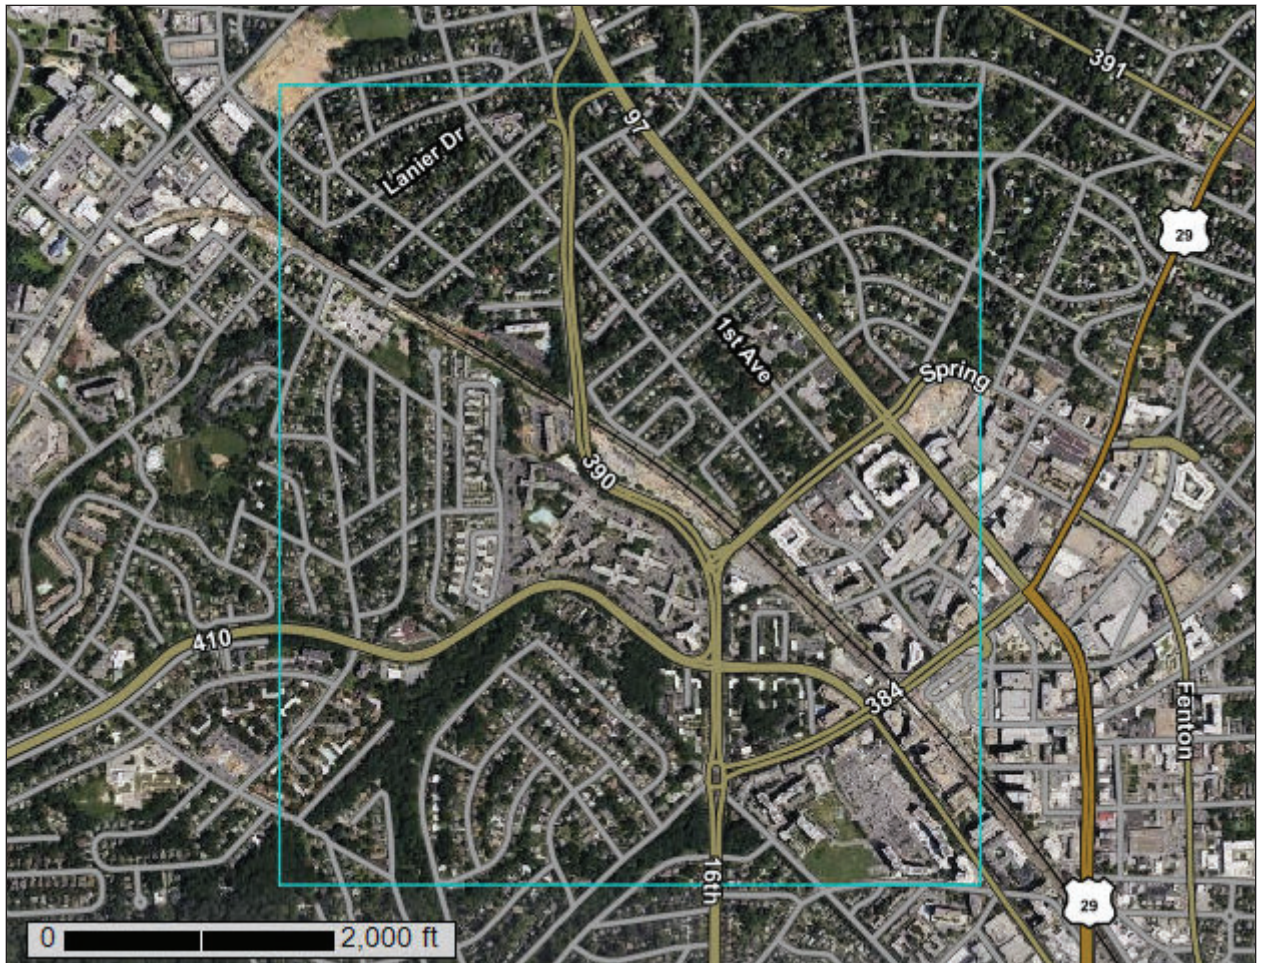 391
97
Lanier Dr
29
1st Ave
Spring
390
410
384
Fenton
16th
29
0 2,000 ft